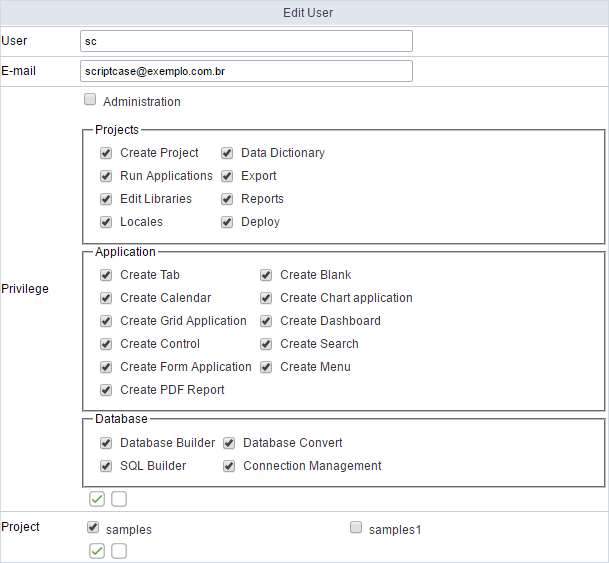 Edit User
User sc
E-mail scriptcase@exemplo.com.br
Administration
Projects
Create Project Data Dictionary
Run Applications Export
Edit Libraries Reports
Locales Deploy
Application
Create Tab Create Blank
Create Calendar Create Chart application
Privilege
Create Grid Application Create Dashboard
Create Control Create Search
Create Form Application Create Menu
Create PDF Report
Database
Database Builder Database Convert
SQL Builder Connection Management
Project samples samples1